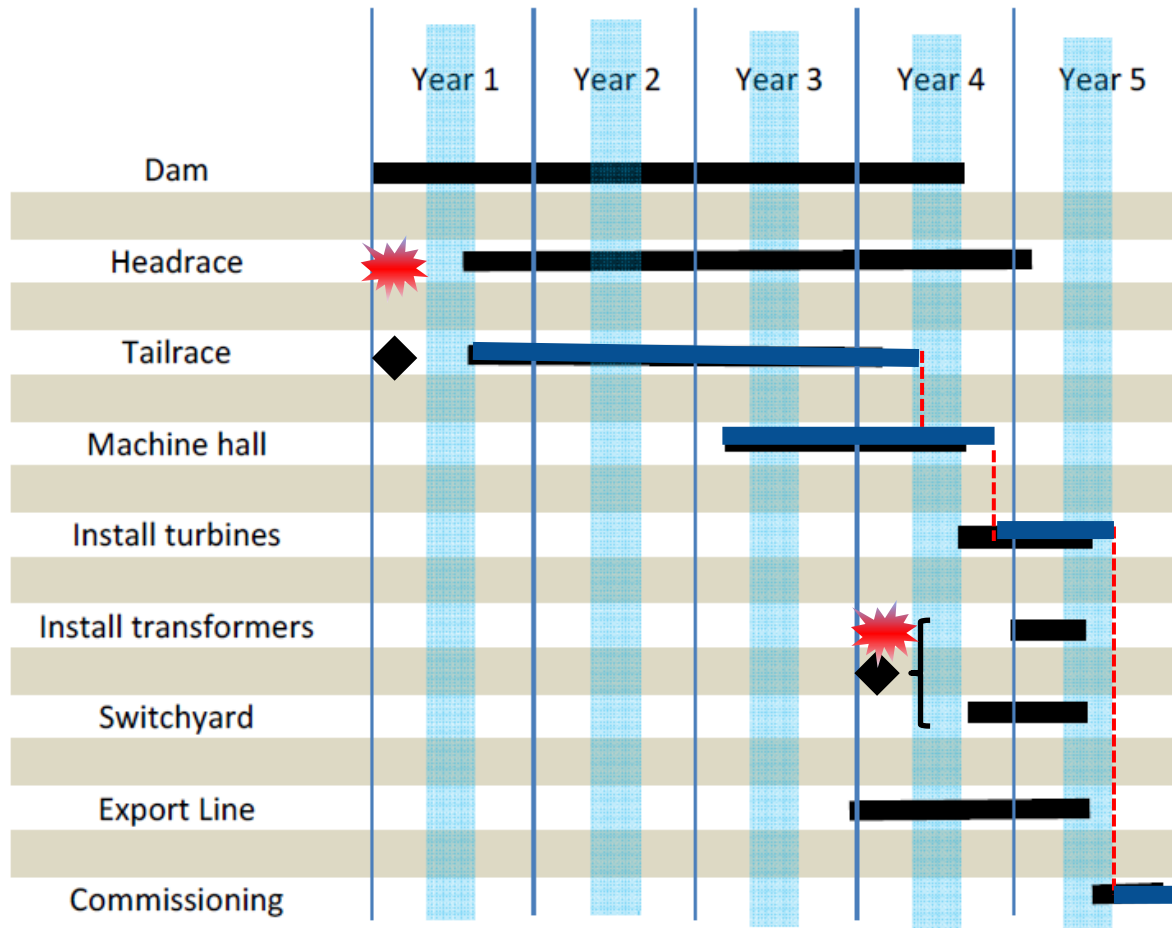 Year 1 Year 2 Year 3 Year 4 Year 5
Dam
Headrace
Tailrace
Machine hall
Install turbines
Install transformers
Switchyard
Export Line
Commissioning